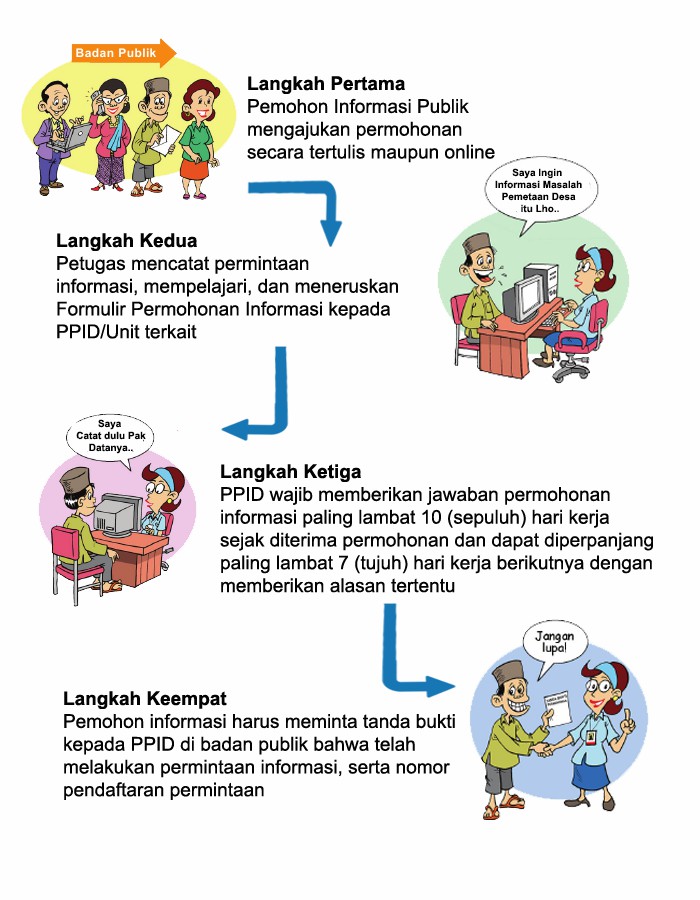 Badan Publik
Langkah Pertama
Pemohon Informasi Publik
mengajukan permohonan
secara tertulis maupun online
Saya Ingin
Informasi Masalah
Pemetaan Desa
itu Lho..
Langkah Kedua
Petugas mencatat permintaan
informasi, mempelajari, dan meneruskan
Formulir Permohonan Informasi kepada
PPID/Unit terkait
Saya
Catat dulu Pak
Datanya..
Langkah Ketiga
PPID wajib memberikan jawaban permohonan
informasi paling lambat 10 (sepuluh) hari kerja
sejak diterima permohonan dan dapat diperpanjang
paling lambat 7 (tujuh) hari kerja berikutnya dengan
memberikan alasan tertentu
Jangan
lupa!
Langkah Keempat
Pemohon informasi harus meminta tanda bukti
kepada PPID di badan publik bahwa telah
melakukan permintaan informasi, serta nomor
pendaftaran permintaan